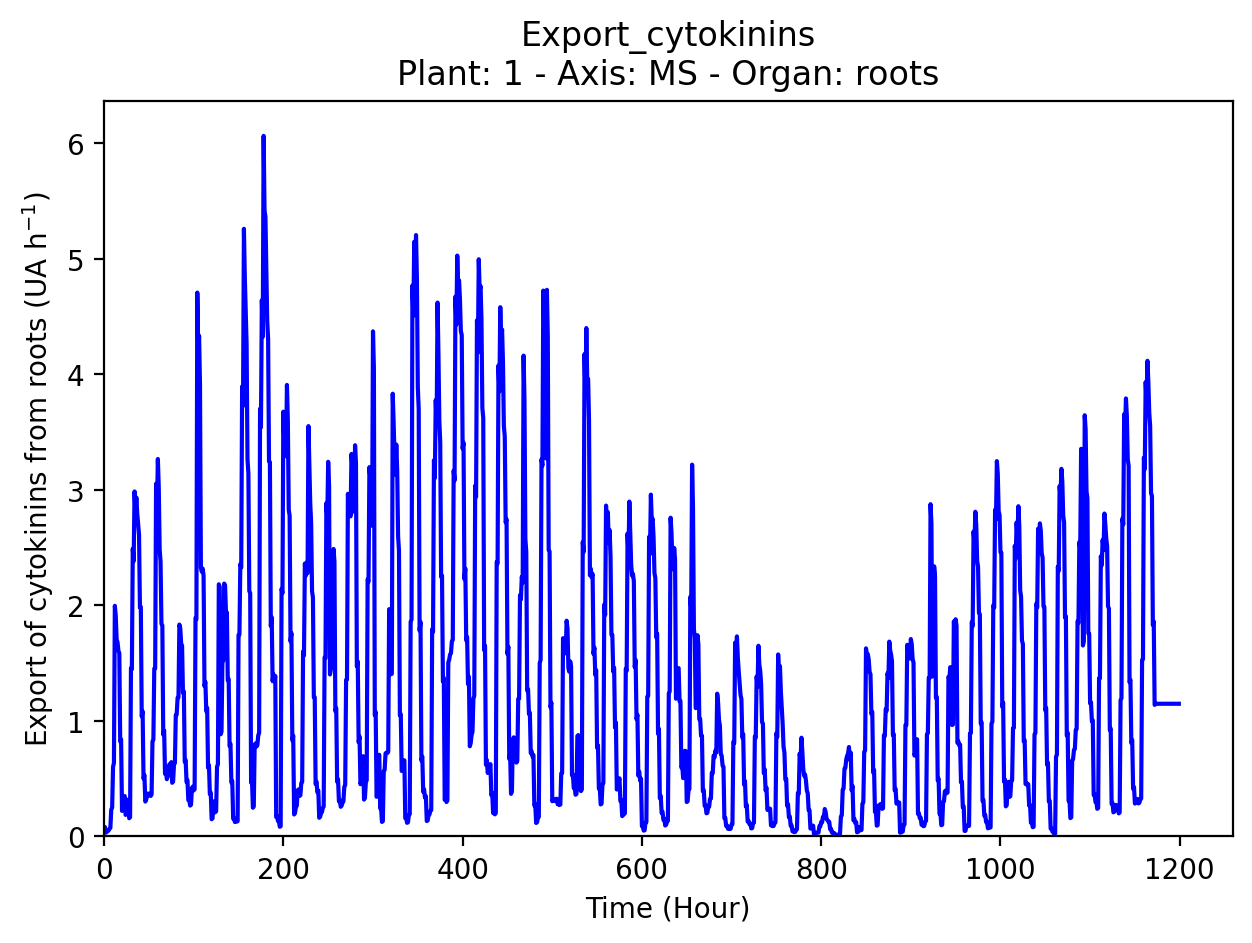 Export_cytokinins
Plant: 1 - Axis: MS - Organ: roots
Export of cytokinins from roots (UA h⁻¹)
6
5
4
3
2
1
0
0 200 400 600 800 1000 1200
Time (Hour)